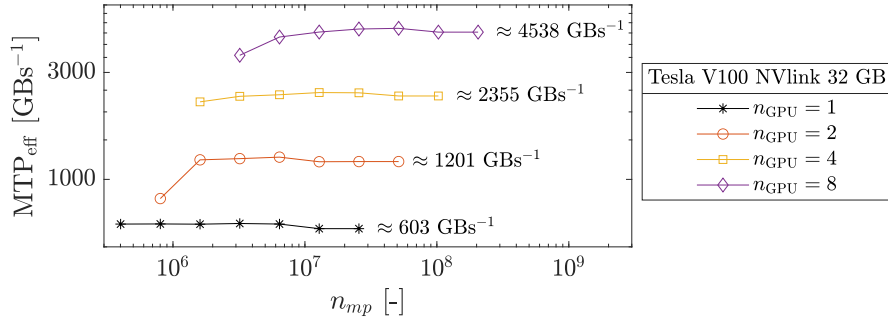 MTP_eff [GBs⁻¹]
3000
1000
≈ 4538 GBs⁻¹
≈ 2355 GBs⁻¹
≈ 1201 GBs⁻¹
≈ 603 GBs⁻¹
10⁶
10⁷
10⁸
10⁹
n_mp [-]
Tesla V100 NVlink 32 GB
n_GPU = 1
n_GPU = 2
n_GPU = 4
n_GPU = 8